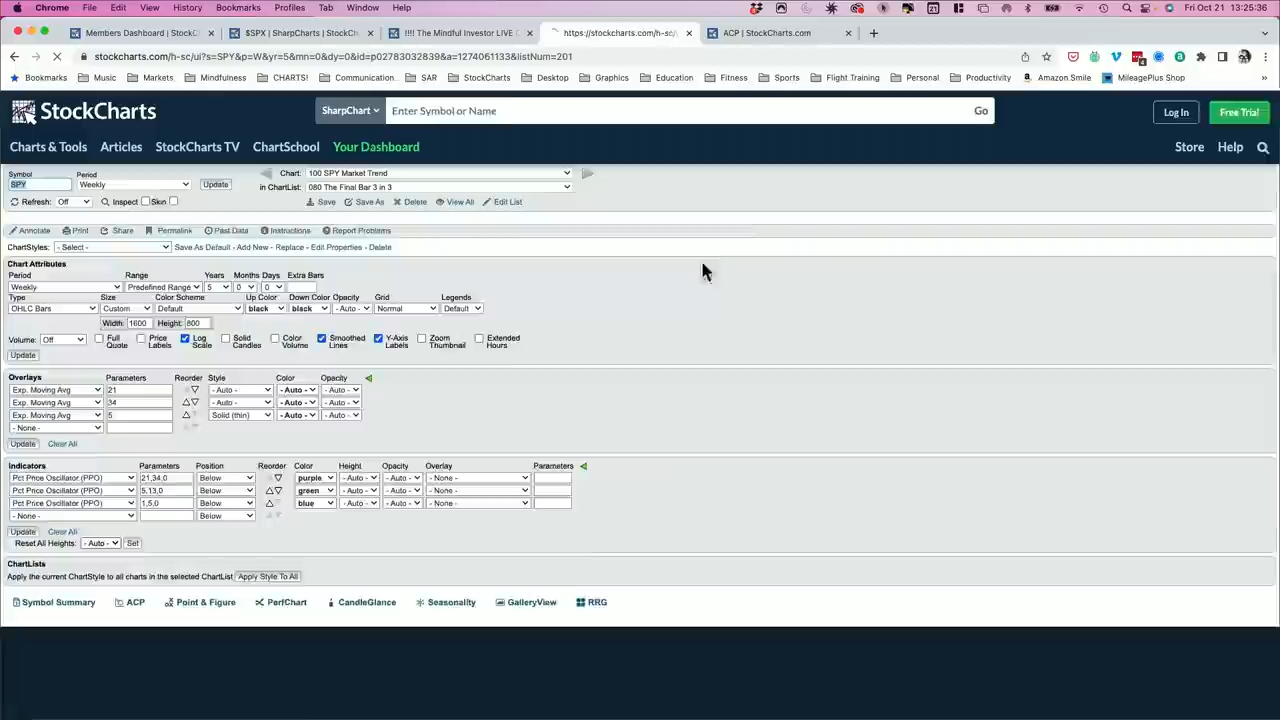 Chrome File Edit View History Bookmarks Profiles Tab Window Help Fri Oct 21 13:25:36
Members Dashboard | StockC $SPX | SharpCharts | StockCh !!!! The Mindful Investor LIVE C https://stockcharts.com/h-sc/ ACP | StockCharts.com
stockcharts.com/h-sc/ui?s=SPY&p=W&yr=5&mn=0&dy=0&id=p02783032839&a=1274061133&listNum=201
Bookmarks Music Markets Mindfulness CHARTS! Communication SAR StockCharts Desktop Graphics Education Fitness Sports Flight Training Personal Productivity Amazon Smile MileagePlus Shop
StockCharts SharpChart Enter Symbol or Name Go Log In Free Trial
Charts & Tools Articles StockCharts TV ChartSchool Your Dashboard Store Help
Symbol Period Chart: 100 SPY Market Trend
SPY Weekly Update in ChartList: 080 The Final Bar 3 in 3
Refresh: Off Inspect Skn Save Save As Delete View All Edit List
Annotate Print Share Permalink Past Data Instructions Report Problems
ChartStyles: - Select - Save As Default - Add New - Replace - Edit Properties - Delete
Chart Attributes
Period Range Years Months Days Extra Bars
Weekly Predefined Range 5 0 0
Type Size Color Scheme Up Color Down Color Opacity Grid Legends
OHLC Bars Custom Default black black - Auto - Normal Default
Width: 1600 Height: 800
Volume: Off Full Quote Price Labels Log Scale Solid Candles Color Volume Smoothed Lines Y-Axis Labels Zoom Thumbnail Extended Hours
Update
Overlays Parameters Reorder Style Color Opacity
Exp. Moving Avg 21 - Auto - - Auto - - Auto -
Exp. Moving Avg 34 - Auto - - Auto - - Auto -
Exp. Moving Avg 5 Solid (thin) - Auto - - Auto -
- None -
Update Clear All
Indicators Parameters Position Reorder Color Height Opacity Overlay Parameters
Pct Price Oscillator (PPO) 21,34,0 Below purple - Auto - - Auto - - None -
Pct Price Oscillator (PPO) 5,13,0 Below green - Auto - - Auto - - None -
Pct Price Oscillator (PPO) 1,5,0 Below blue - Auto - - Auto - - None -
- None - Below
Update Clear All
Reset All Heights: - Auto - Set
ChartLists
Apply the current ChartStyle to all charts in the selected ChartList Apply Style To All
Symbol Summary ACP Point & Figure PerfChart CandleGlance Seasonality GalleryView RRG